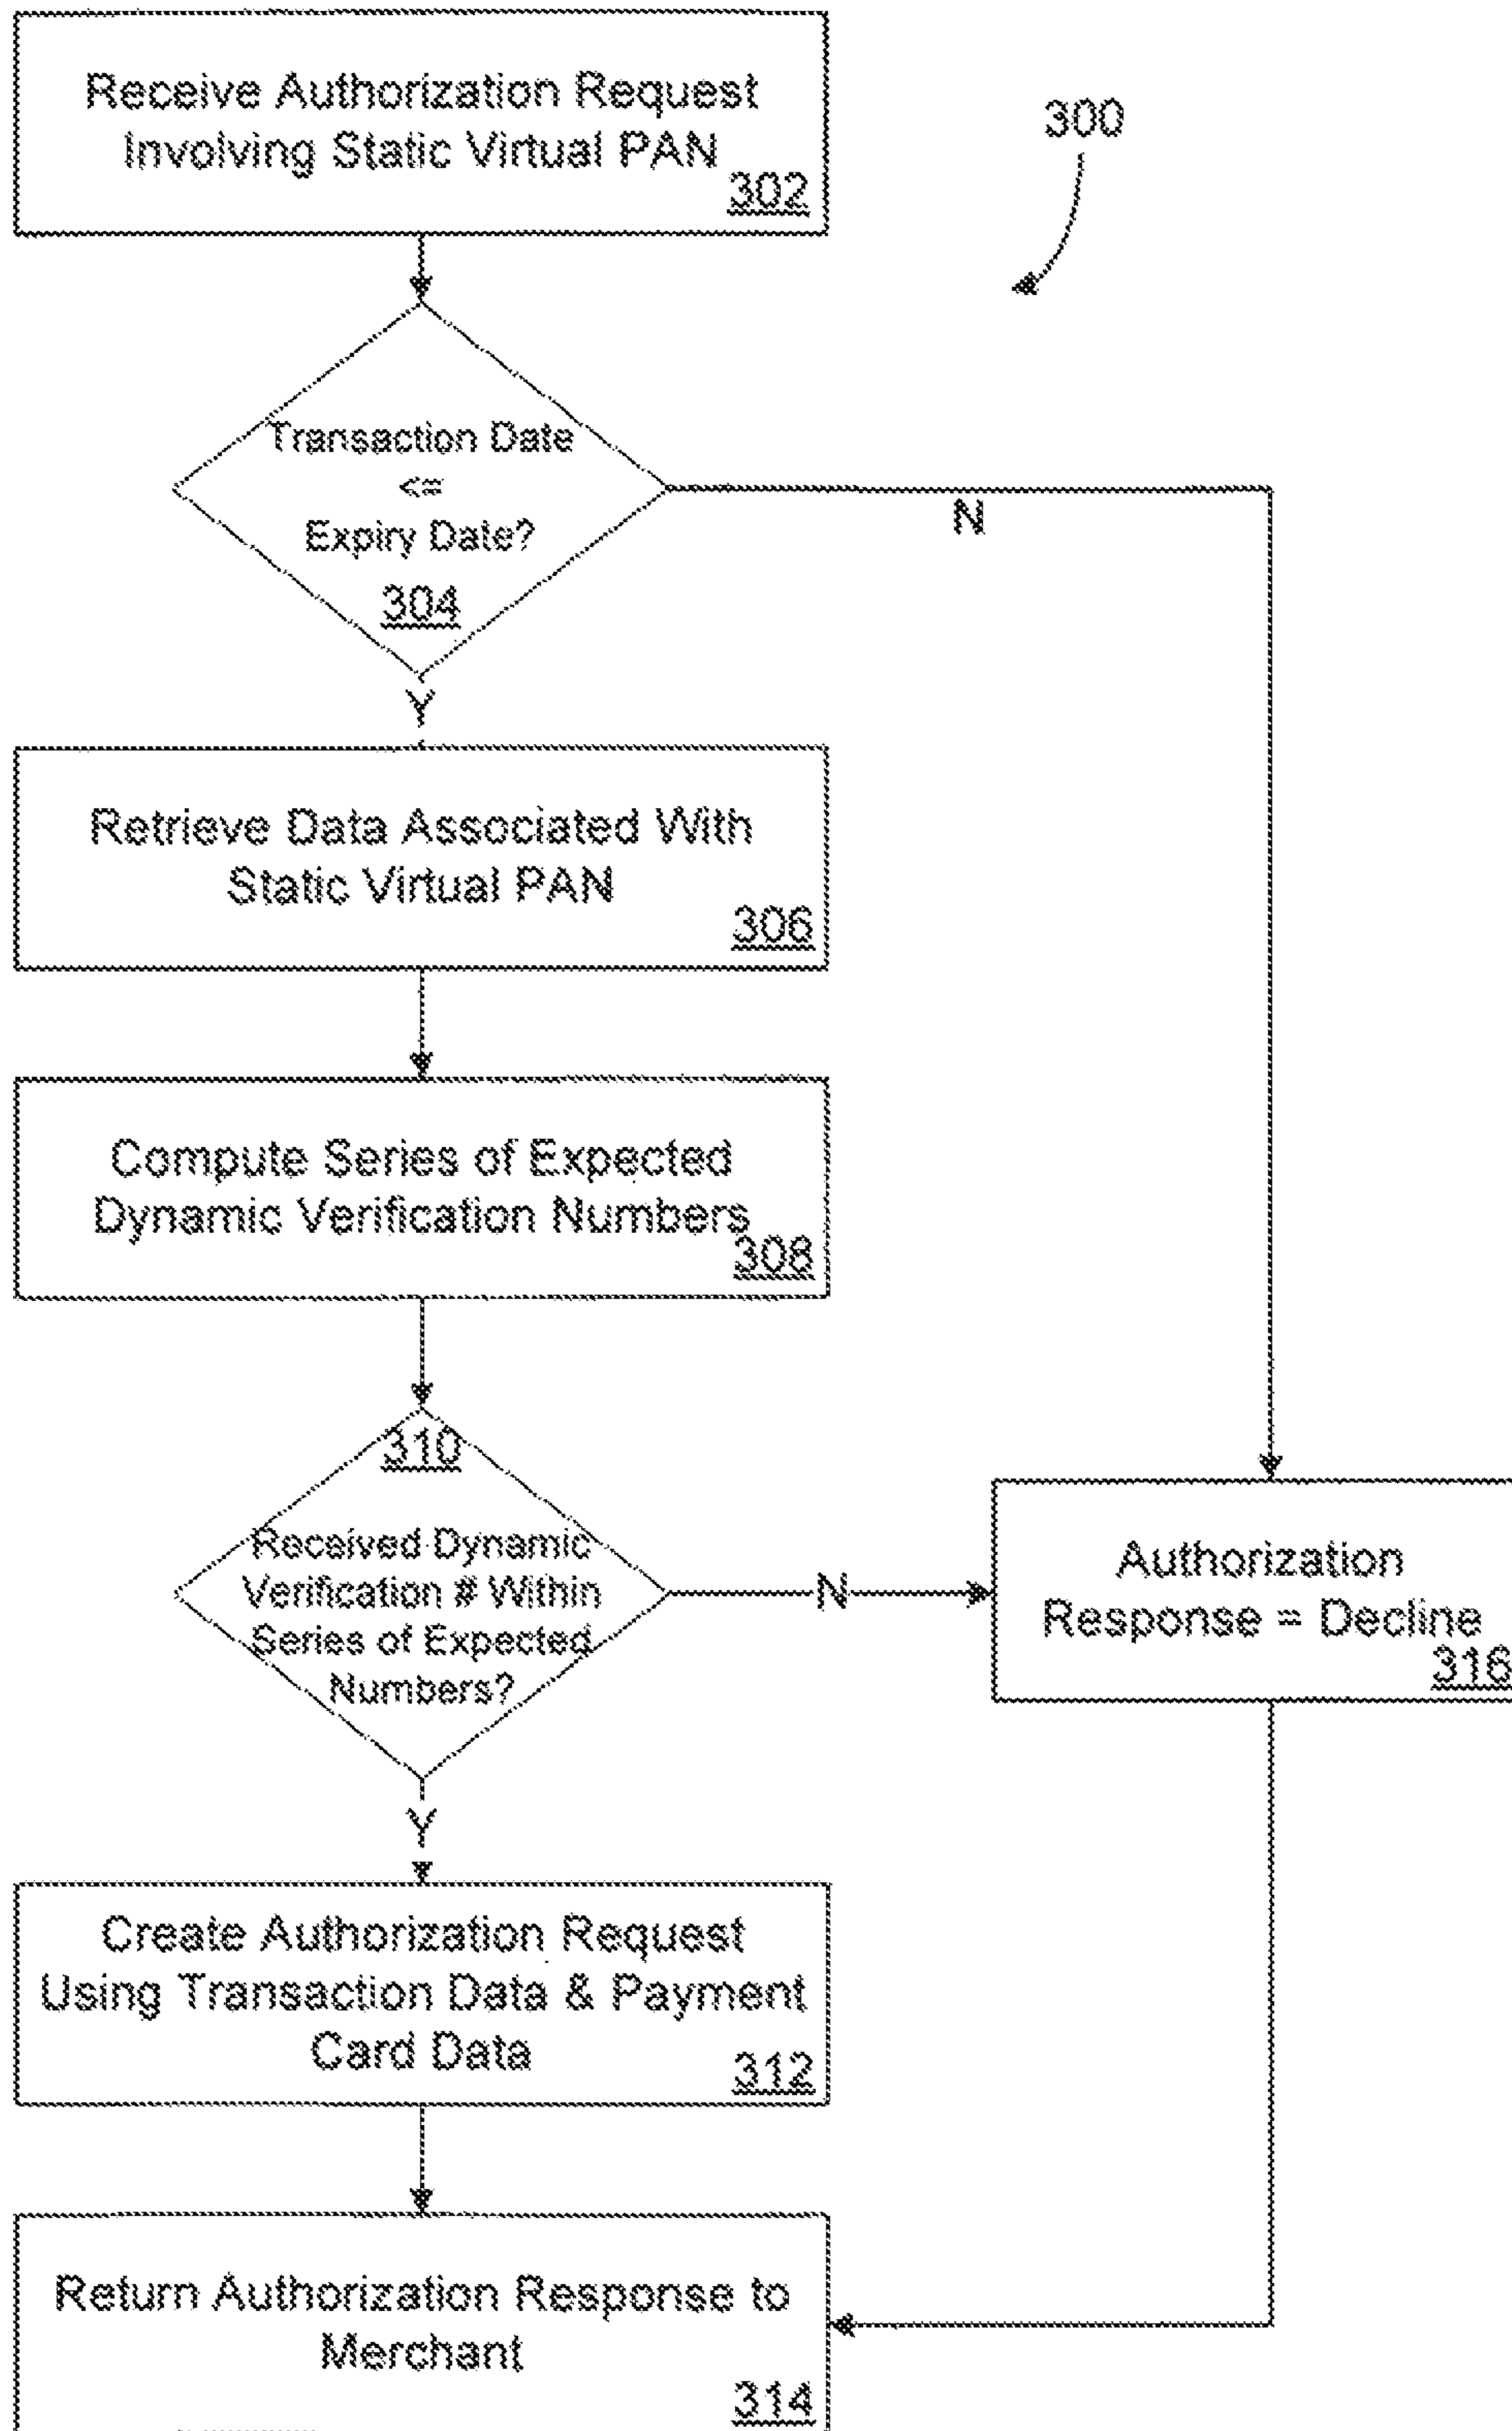 Receive Authorization Request
Involving Static Virtual PAN
302
300
Transaction Date
<=
Expiry Date?
304
N
Y
Retrieve Data Associated With
Static Virtual PAN
306
Compute Series of Expected
Dynamic Verification Numbers
308
310
Received Dynamic
Verification # Within
Series of Expected
Numbers?
N
Authorization
Response = Decline
316
Y
Create Authorization Request
Using Transaction Data & Payment
Card Data
312
Return Authorization Response to
Merchant
314